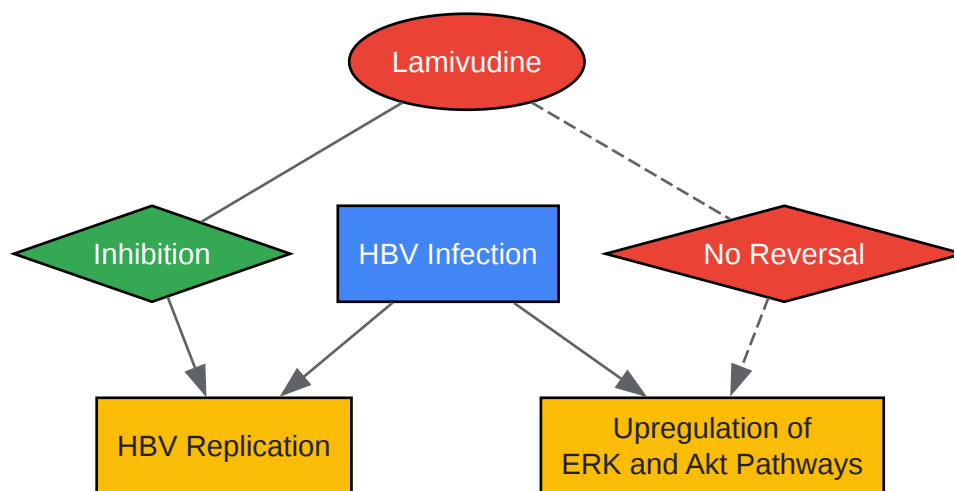 Lamivudine
Inhibition
HBV Infection
No Reversal
HBV Replication
Upregulation of
ERK and Akt Pathways